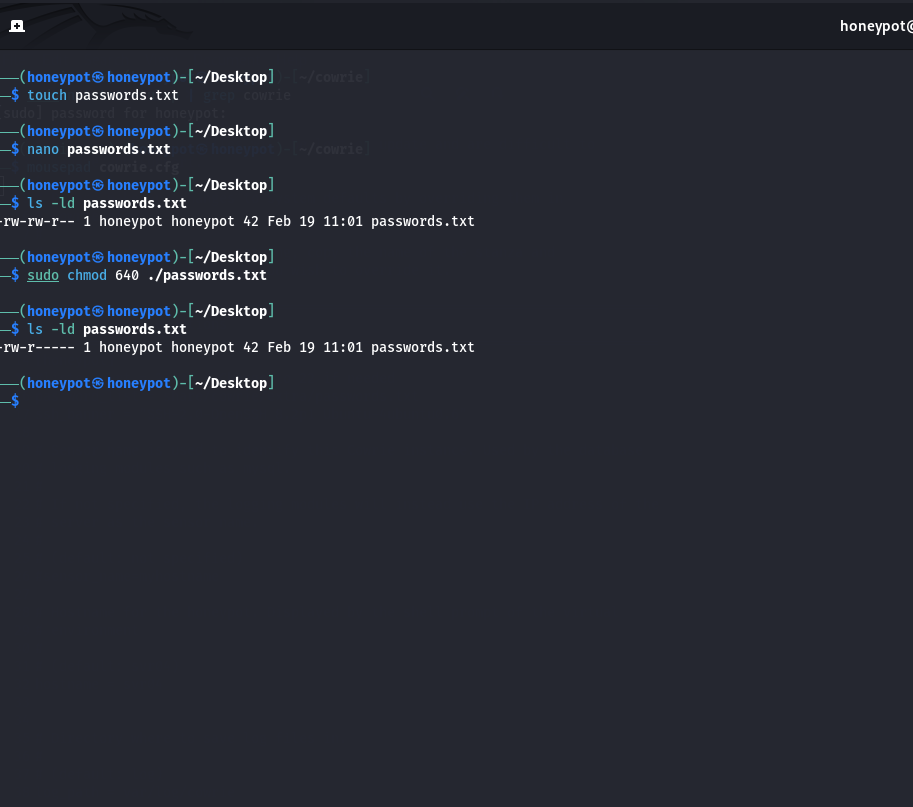 honeypot@
(honeypot㉿honeypot)-[~/Desktop]
$ touch passwords.txt
(honeypot㉿honeypot)-[~/Desktop]
$ nano passwords.txt
(honeypot㉿honeypot)-[~/Desktop]
$ ls -ld passwords.txt
-rw-rw-r-- 1 honeypot honeypot 42 Feb 19 11:01 passwords.txt
(honeypot㉿honeypot)-[~/Desktop]
$ sudo chmod 640 ./passwords.txt
(honeypot㉿honeypot)-[~/Desktop]
$ ls -ld passwords.txt
-rw-r----- 1 honeypot honeypot 42 Feb 19 11:01 passwords.txt
(honeypot㉿honeypot)-[~/Desktop]
$